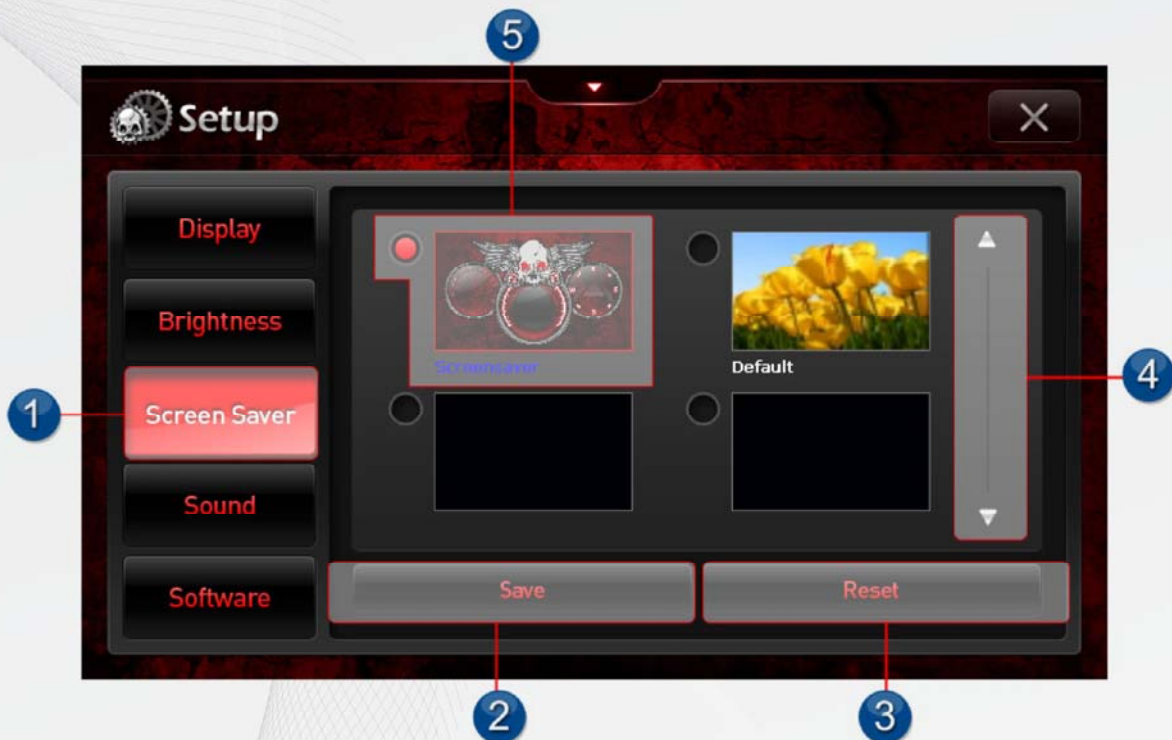 5
Setup
Display
Brightness
Screen Saver
Sound
Software
Screensaver
Default
Save
Reset
1
4
2
3